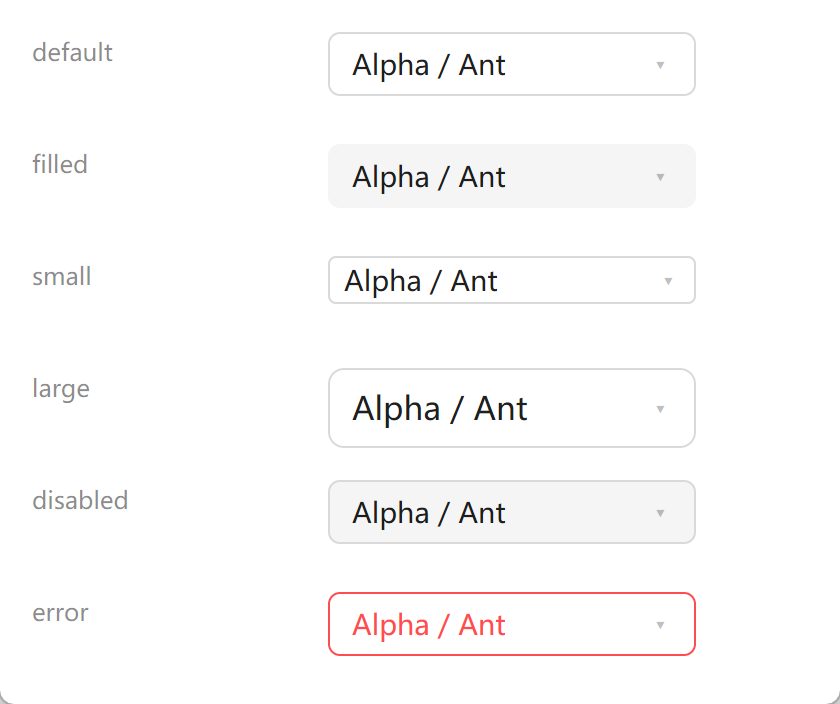 default
Alpha / Ant
filled
Alpha / Ant
small
Alpha / Ant
large
Alpha / Ant
disabled
Alpha / Ant
error
Alpha / Ant